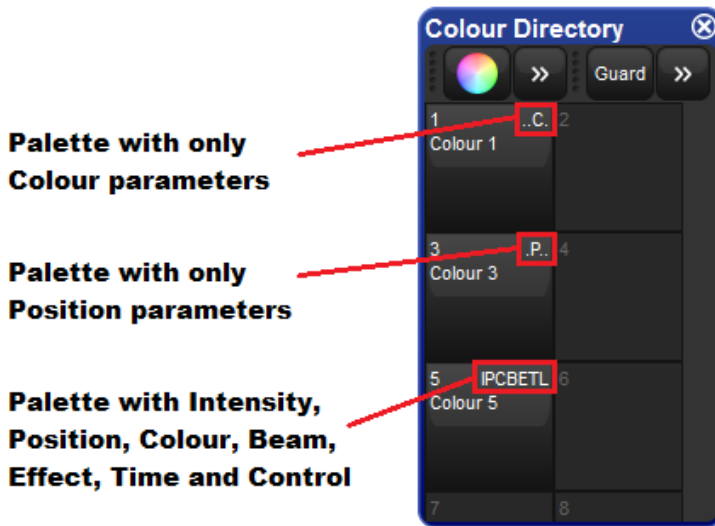 Colour Directory
Guard
Palette with only
Colour parameters
1 ..C. 2
Colour 1
Palette with only
Position parameters
3 .P.. 4
Colour 3
Palette with Intensity,
Position, Colour, Beam,
Effect, Time and Control
5 IPCBETL 6
Colour 5
7 8